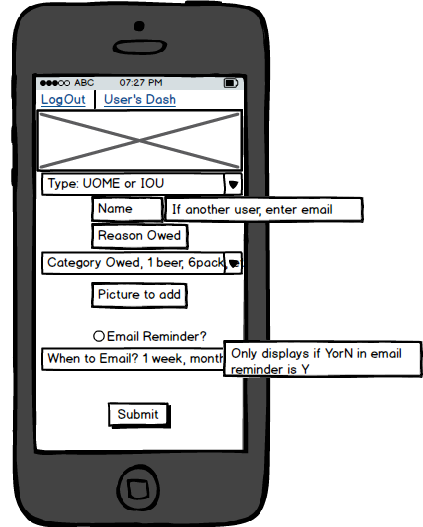 ABC 07:27 PM
LogOut User's Dash
Type: UOME or IOU
Name If another user, enter email
Reason Owed
Category Owed, 1 beer, 6pack,
Picture to add
Email Reminder?
When to Email? 1 week, month
Only displays if YorN in email
reminder is Y
Submit